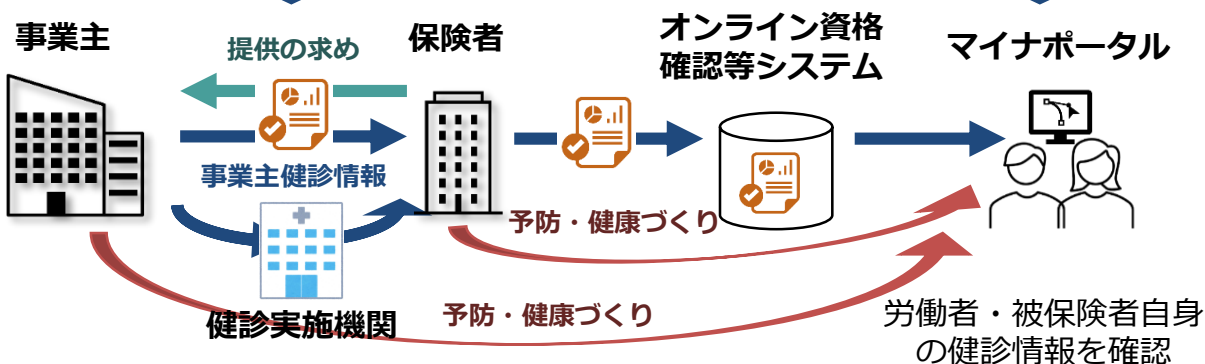 事業主
提供の求め
保険者
オンライン資格
確認等システム
マイナポータル
事業主健診情報
予防・健康づくり
健診実施機関
予防・健康づくり
労働者・被保険者自身
の健診情報を確認